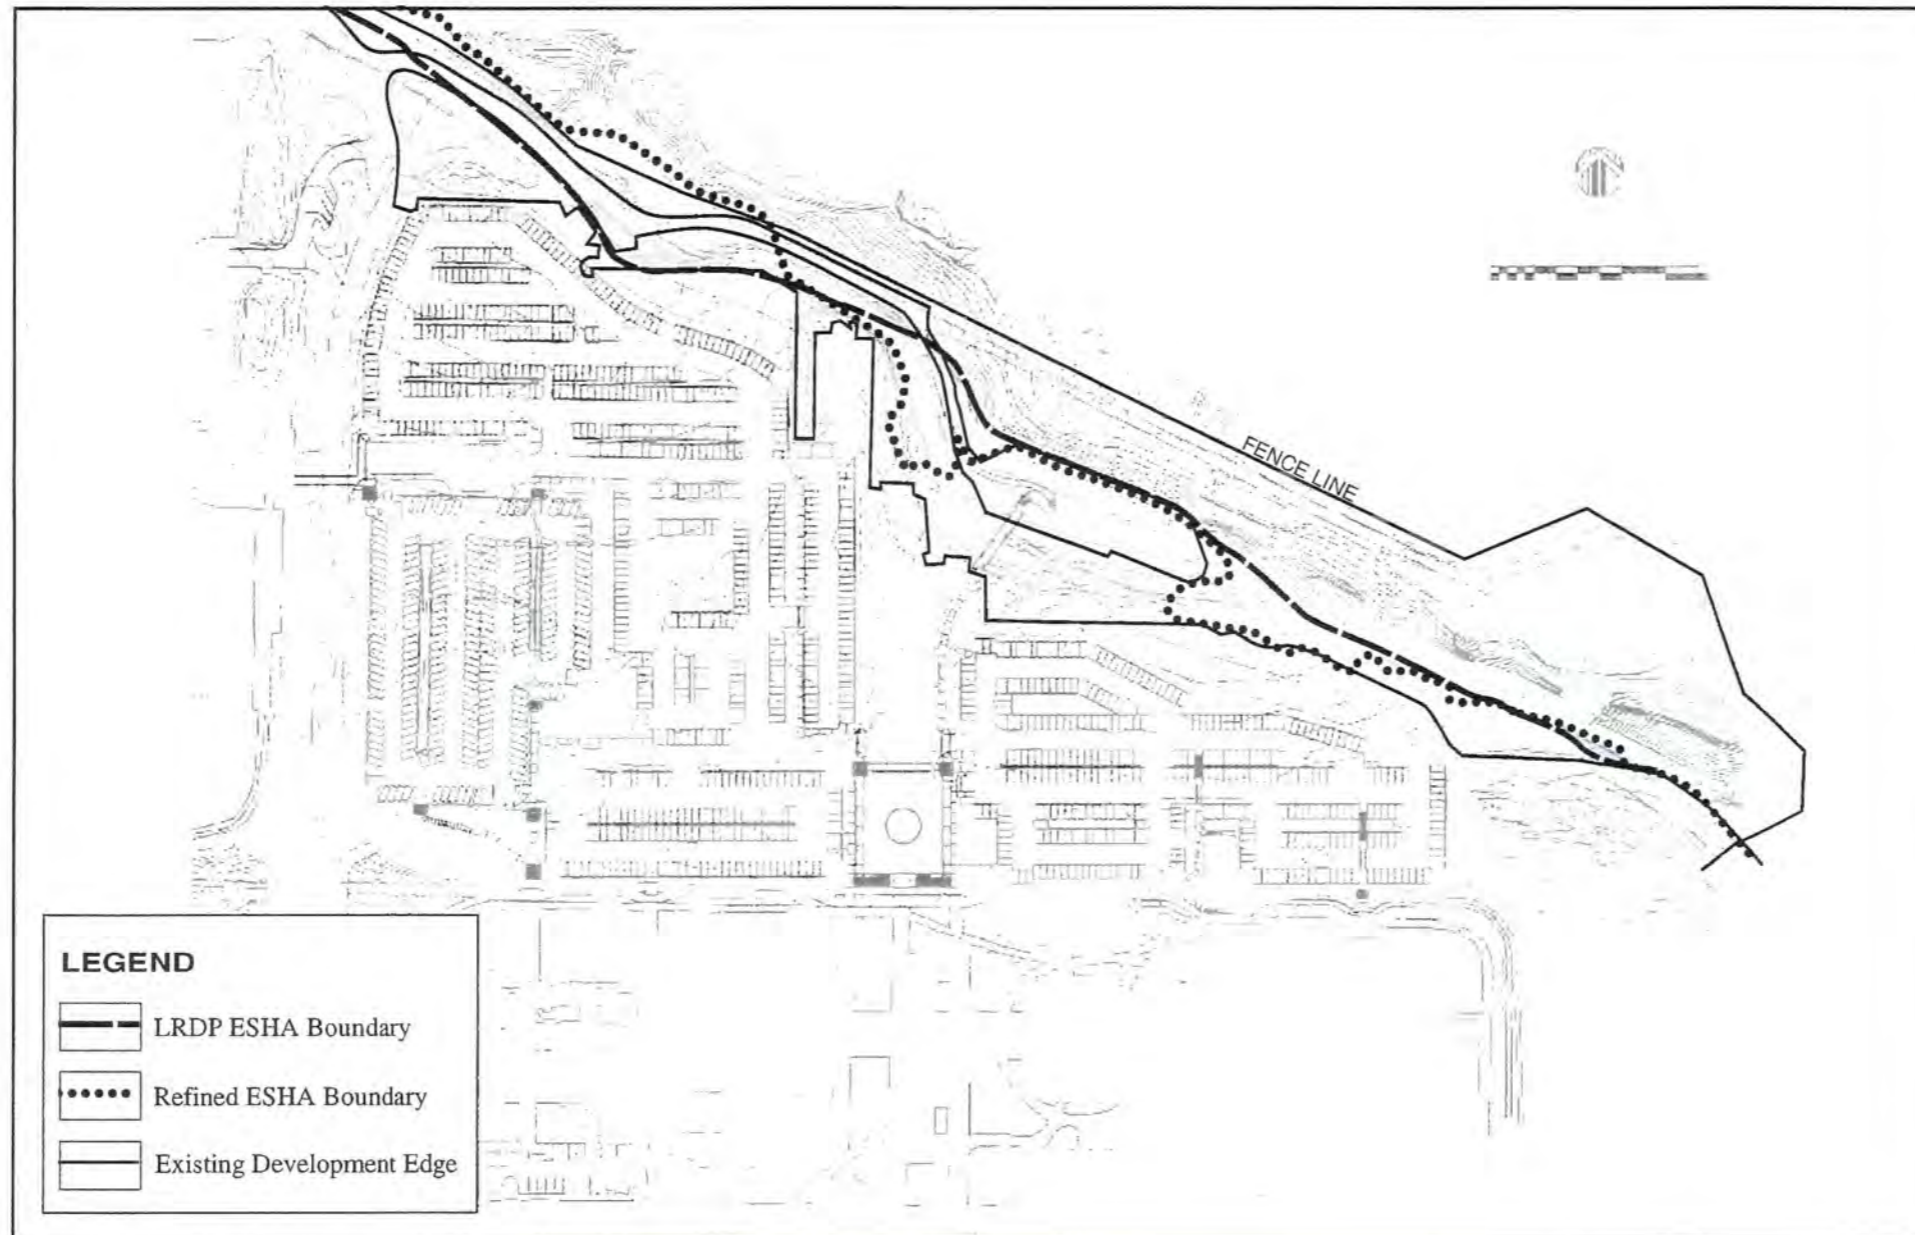 FENCE LINE
LEGEND
LRDP ESHA Boundary
Refined ESHA Boundary
Existing Development Edge